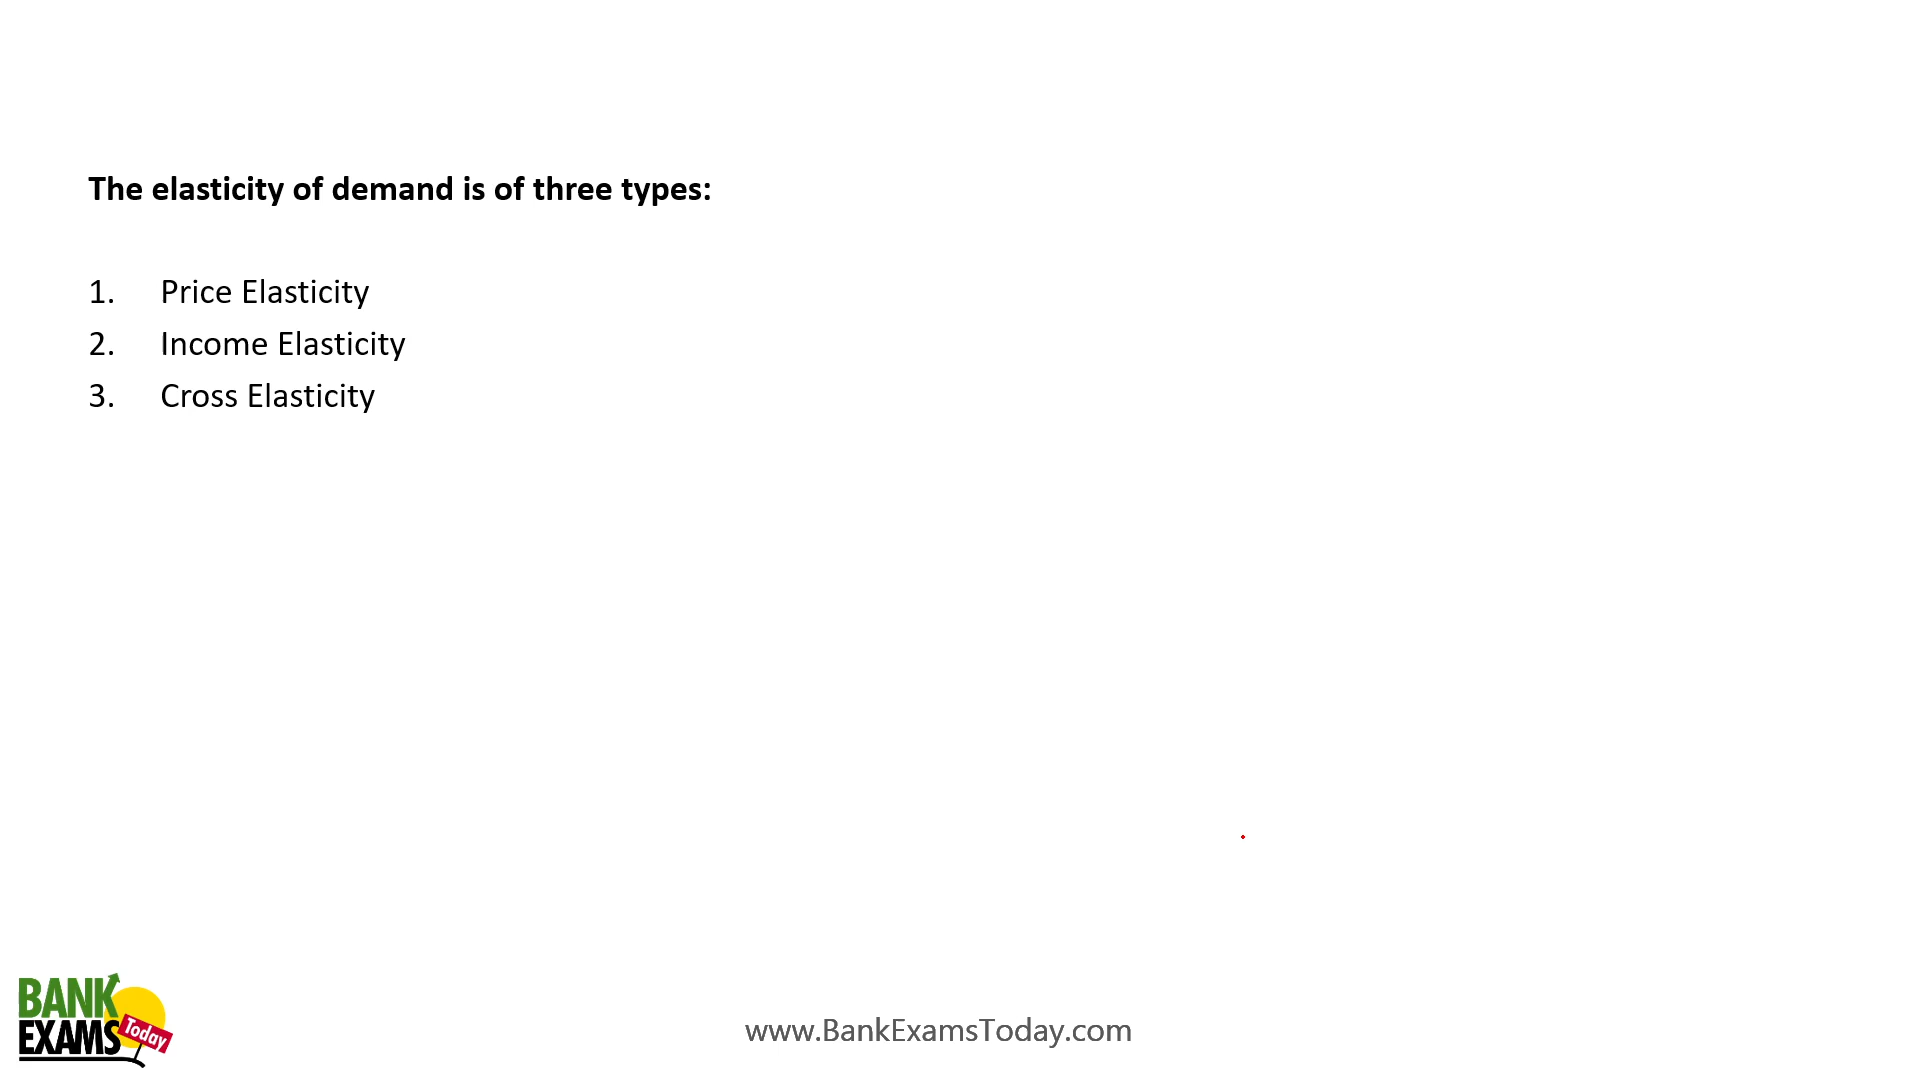 The elasticity of demand is of three types:
1. Price Elasticity
2. Income Elasticity
3. Cross Elasticity
BANK
EXAMS Today
www.BankExamsToday.com